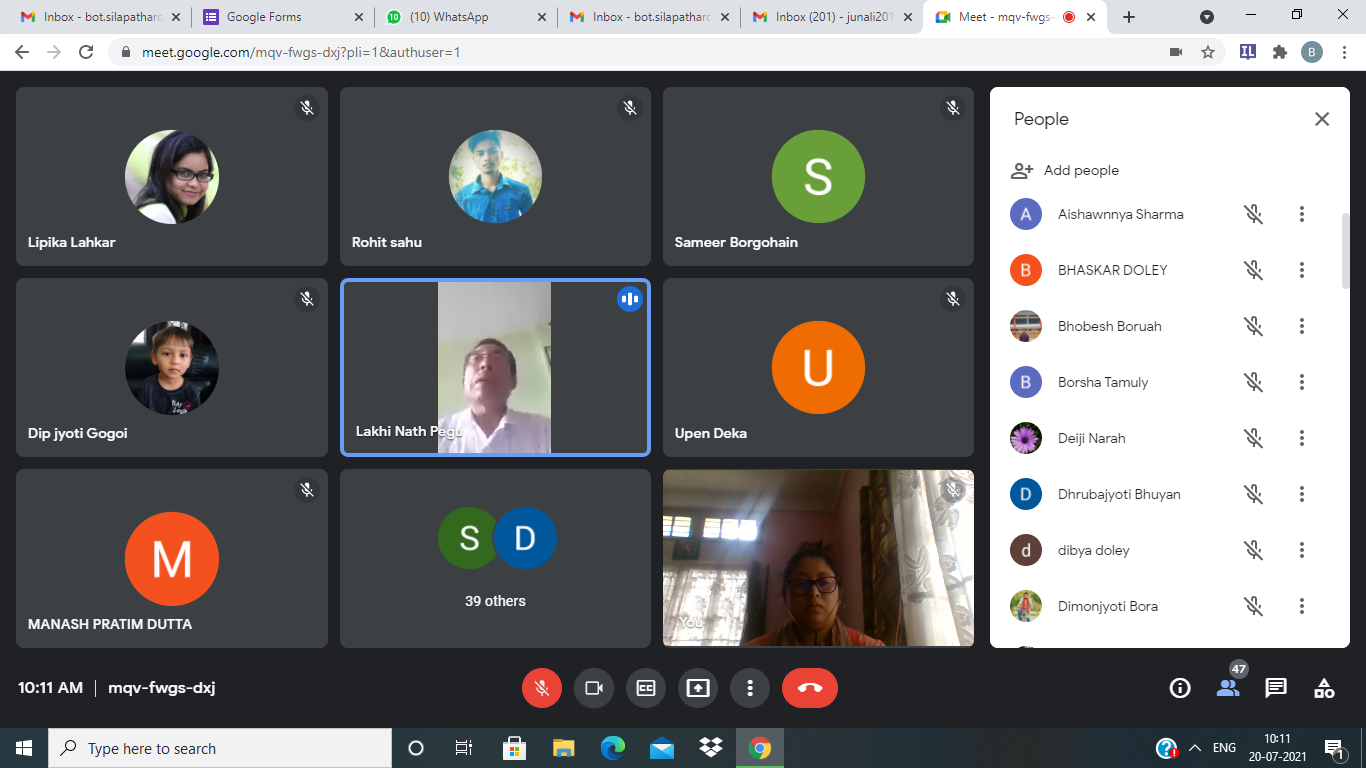 Inbox - bot.silapatharc
Google Forms
(10) WhatsApp
Inbox - bot.silapatharc
Inbox (201) - junali201
Meet - mqv-fwgs-
meet.google.com/mqv-fwgs-dxj?pli=1&authuser=1
IL
B
Lipika Lahkar
Rohit sahu
S
Sameer Borgohain
Dip jyoti Gogoi
Lakhi Nath Pegu
U
Upen Deka
M
MANASH PRATIM DUTTA
S
D
39 others
You
People
Add people
A
Aishawnnya Sharma
B
BHASKAR DOLEY
Bhobesh Boruah
B
Borsha Tamuly
Deiji Narah
D
Dhrubajyoti Bhuyan
d
dibya doley
Dimonjyoti Bora
10:11 AM | mqv-fwgs-dxj
CC
47
Type here to search
ENG
10:11
20-07-2021
1